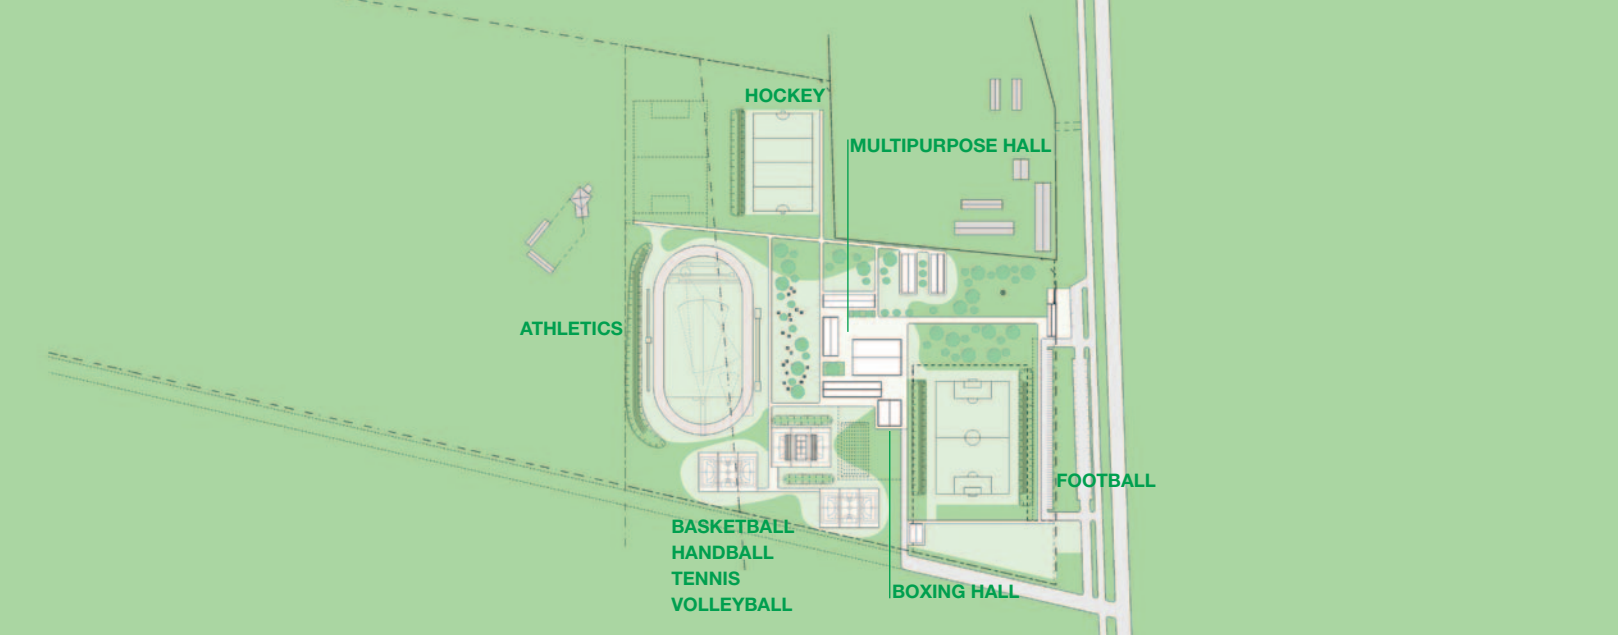 HOCKEY
MULTIPURPOSE HALL
ATHLETICS
FOOTBALL
BASKETBALL
HANDBALL
TENNIS
VOLLEYBALL
BOXING HALL